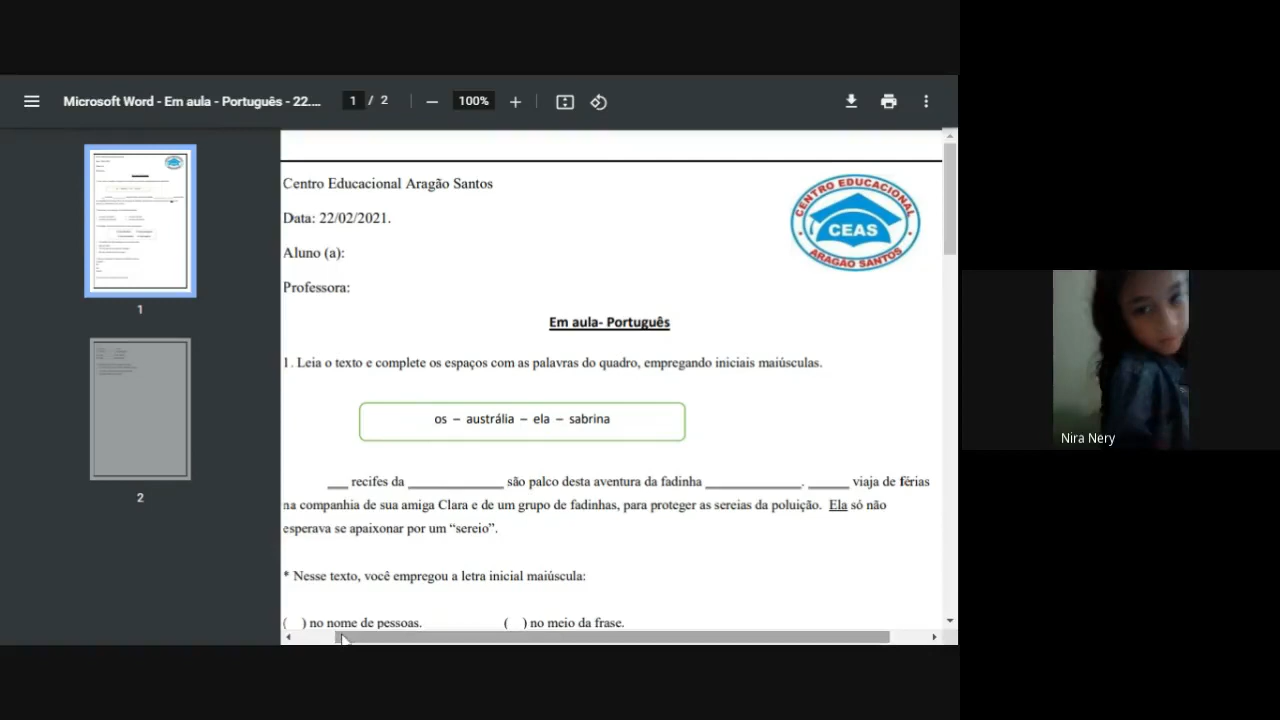 Microsoft Word - Em aula - Português - 22....
1 / 2
100%
1
2
Centro Educacional Aragão Santos
Data: 22/02/2021.
Aluno (a):
Professora:
CENTRO EDUCACIONAL
CEAS
ARAGÃO SANTOS
Em aula- Português
1. Leia o texto e complete os espaços com as palavras do quadro, empregando iniciais maiúsculas.
os – austrália – ela – sabrina
___ recifes da ______________ são palco desta aventura da fadinha ______________. ______ viaja de férias
na companhia de sua amiga Clara e de um grupo de fadinhas, para proteger as sereias da poluição. Ela só não
esperava se apaixonar por um “sereio”.
* Nesse texto, você empregou a letra inicial maiúscula:
( ) no nome de pessoas. ( ) no meio da frase.
Nira Nery